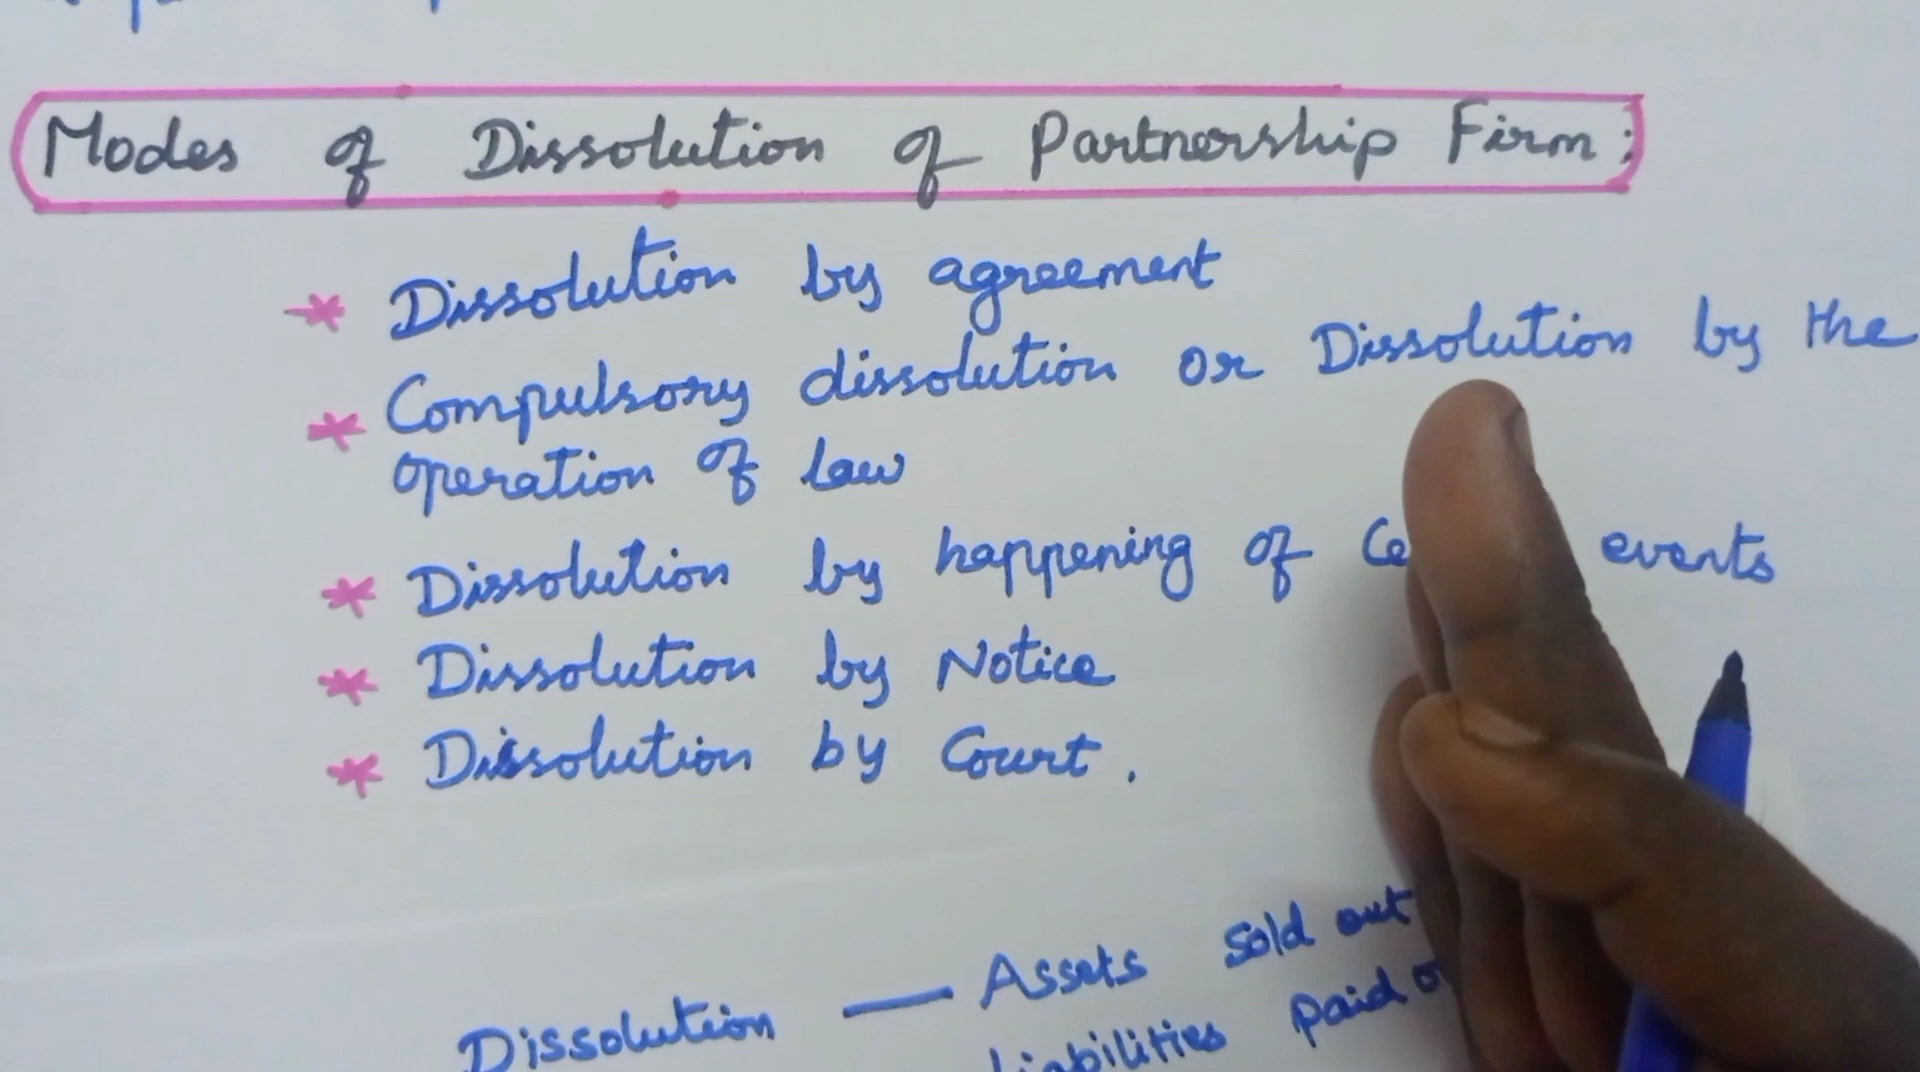 Modes of Dissolution of Partnership Firm :
* Dissolution by agreement
* Compulsory dissolution or Dissolution by the
operation of law
* Dissolution by happening of events
* Dissolution by Notice
* Dissolution by Court .
Dissolution — Assets sold out
Liabilities paid